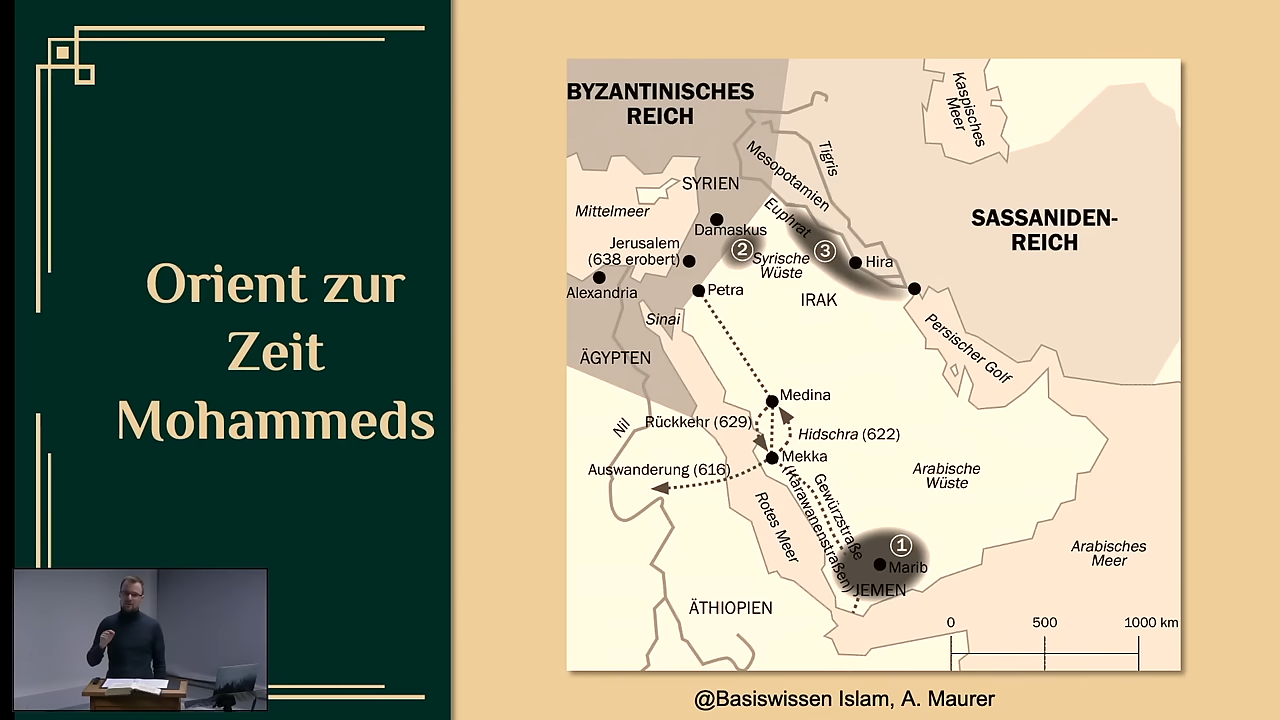 Orient zur
Zeit
Mohammeds
BYZANTINISCHES
REICH
Kaspisches
Meer
Tigris
Mesopotamien
SYRIEN
Euphrat
Mittelmeer
SASSANIDEN-
REICH
Damaskus
Jerusalem
(638 erobert)
2
3
Syrische
Wüste
Hira
Alexandria
Petra
IRAK
Sinai
Persischer Golf
ÄGYPTEN
Medina
Nil
Rückkehr (629)
Hidschra (622)
Mekka
Auswanderung (616)
Arabische
Wüste
Gewürzstraße
(Karawanenstraßen)
Rotes Meer
1
Marib
JEMEN
Arabisches
Meer
ÄTHIOPIEN
0 500 1000 km
@Basiswissen Islam, A. Maurer